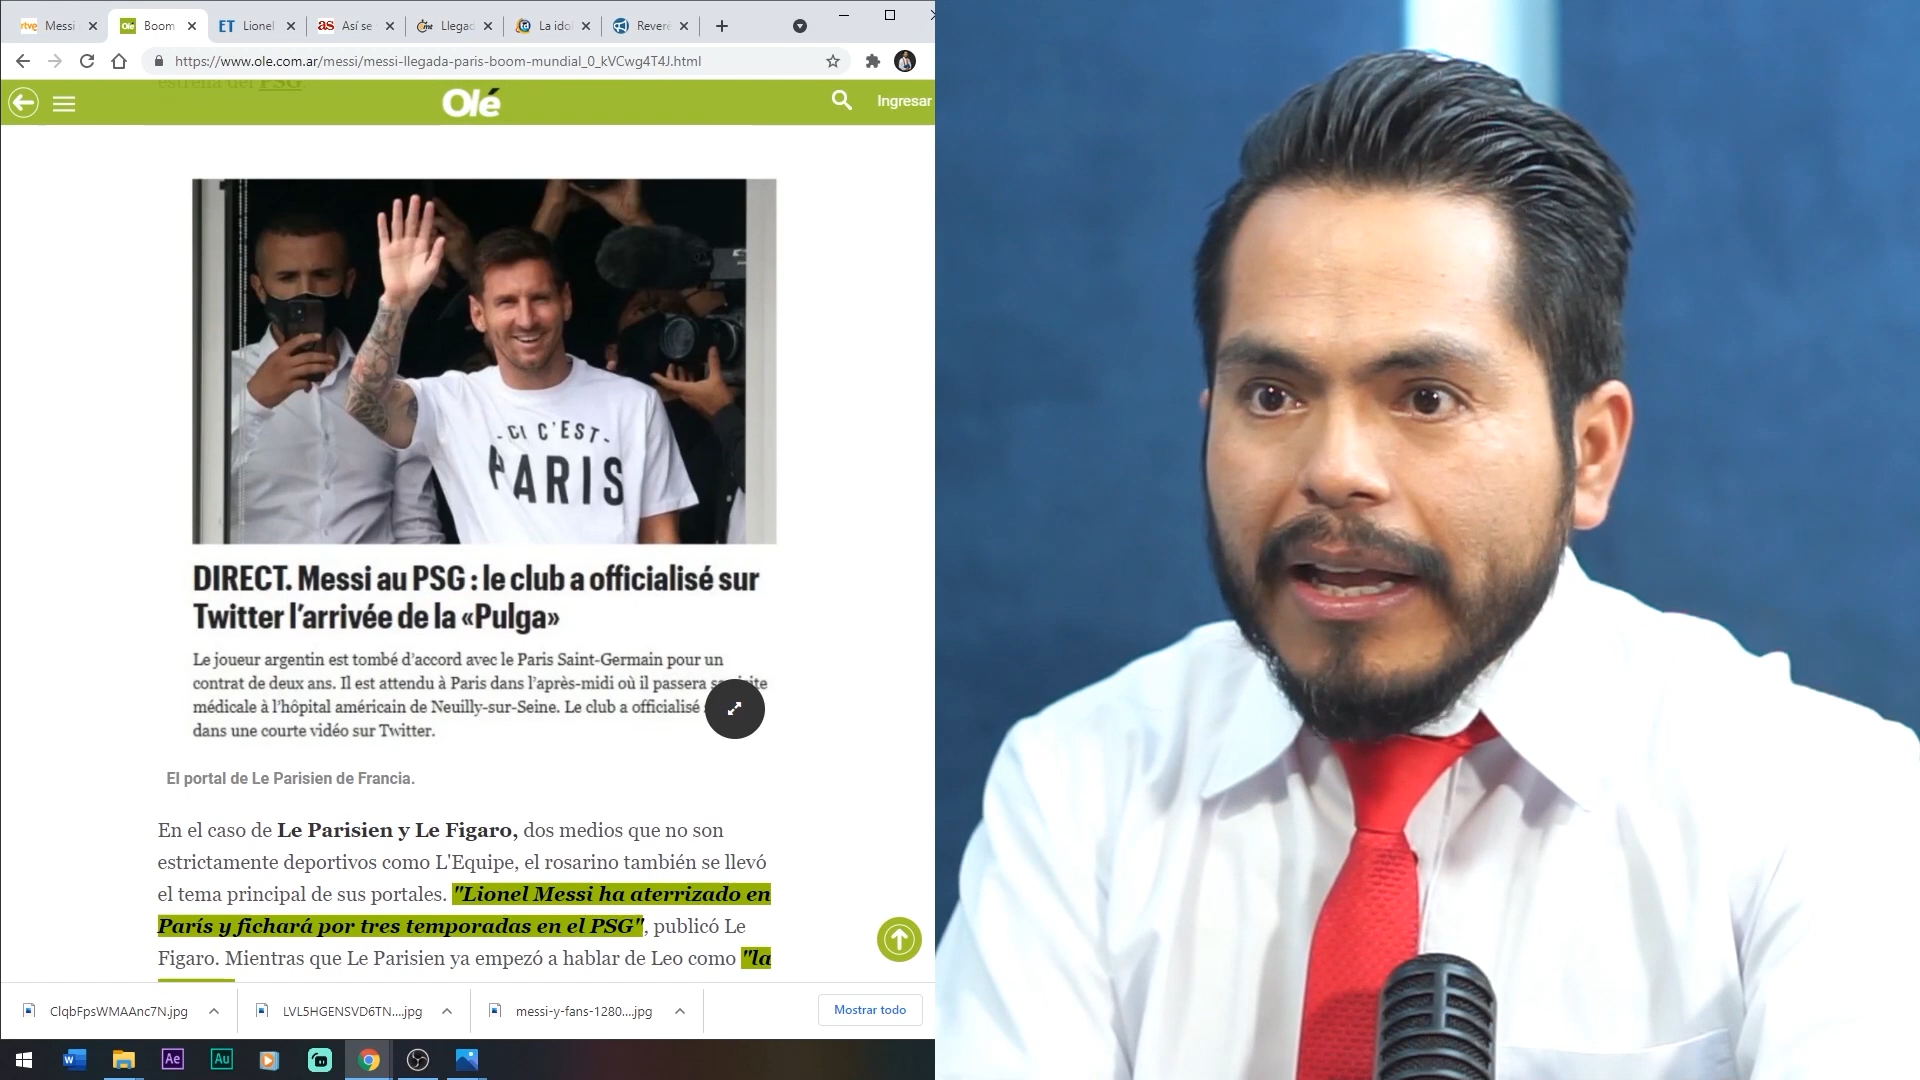 Messi
Boom
Lionel
Así se
Llegad
La idol
Reveré
https://www.ole.com.ar/messi/messi-llegada-paris-boom-mundial_0_kVCwg4T4J.html
estrella del PSG.
Olé
Ingresar
CI C'EST
PARIS
DIRECT. Messi au PSG : le club a officialisé sur
Twitter l'arrivée de la «Pulga»
Le joueur argentin est tombé d'accord avec le Paris Saint-Germain pour un
contrat de deux ans. Il est attendu à Paris dans l'après-midi où il passera
médicale à l'hôpital américain de Neuilly-sur-Seine. Le club a officialisé
dans une courte vidéo sur Twitter.
El portal de Le Parisien de Francia.
En el caso de Le Parisien y Le Figaro, dos medios que no son
estrictamente deportivos como L'Equipe, el rosarino también se llevó
el tema principal de sus portales. "Lionel Messi ha aterrizado en
París y fichará por tres temporadas en el PSG", publicó Le
Figaro. Mientras que Le Parisien ya empezó a hablar de Leo como "la
ClqbFpsWMAAnc7N.jpg
LVL5HGENSVD6TN....jpg
messi-y-fans-1280....jpg
Mostrar todo